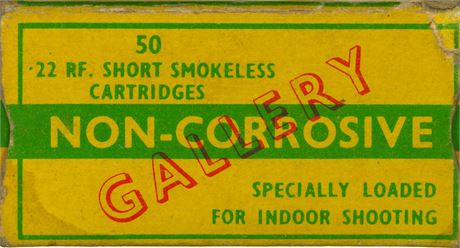 50
.22 RF. SHORT SMOKELESS
CARTRIDGES
NON-CORROSIVE
GALLERY
SPECIALLY LOADED
FOR INDOOR SHOOTING